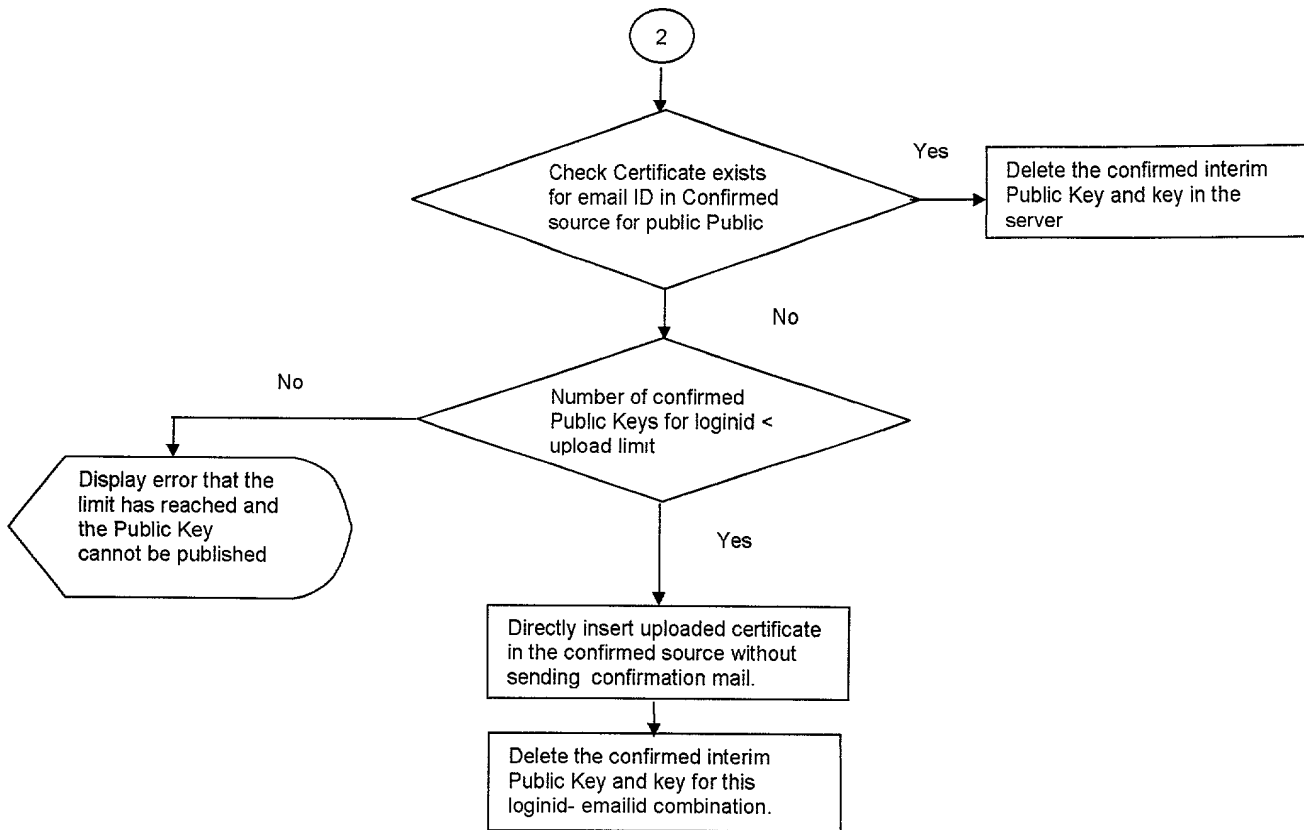 2
Check Certificate exists
for email ID in Confirmed
source for public Public
Yes
Delete the confirmed interim
Public Key and key in the
server
No
Number of confirmed
Public Keys for loginid <
upload limit
No
Display error that the
limit has reached and
the Public Key
cannot be published
Yes
Directly insert uploaded certificate
in the confirmed source without
sending confirmation mail.
Delete the confirmed interim
Public Key and key for this
loginid- emailid combination.